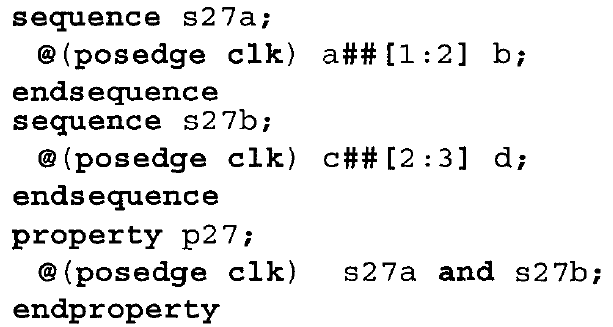 sequence s27a;
@(posedge clk) a##[1:2] b;
endsequence
sequence s27b;
@(posedge clk) c##[2:3] d;
endsequence
property p27;
@(posedge clk) s27a and s27b;
endproperty